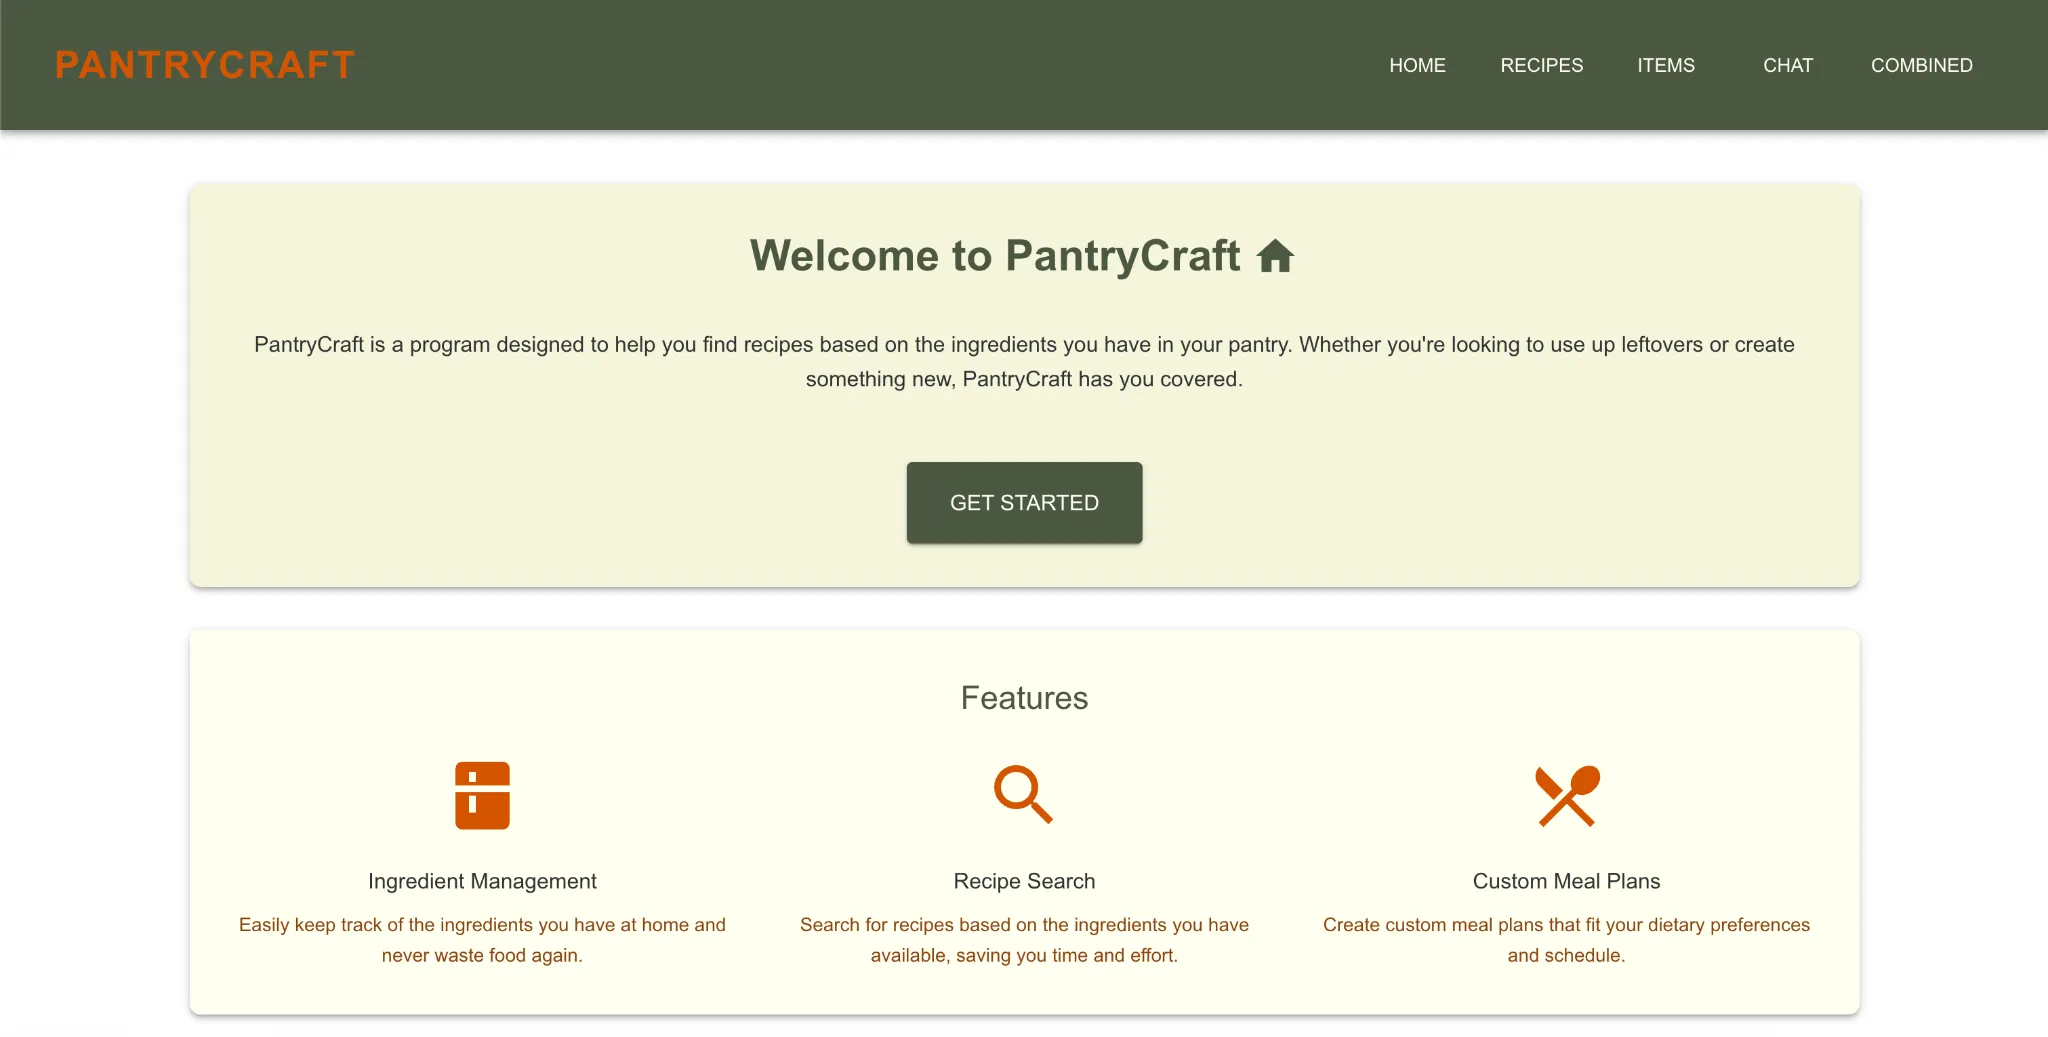 PANTRYCRAFT
HOME RECIPES ITEMS CHAT COMBINED
Welcome to PantryCraft
PantryCraft is a program designed to help you find recipes based on the ingredients you have in your pantry. Whether you're looking to use up leftovers or create
something new, PantryCraft has you covered.
GET STARTED
Features
Ingredient Management
Easily keep track of the ingredients you have at home and
never waste food again.
Recipe Search
Search for recipes based on the ingredients you have
available, saving you time and effort.
Custom Meal Plans
Create custom meal plans that fit your dietary preferences
and schedule.